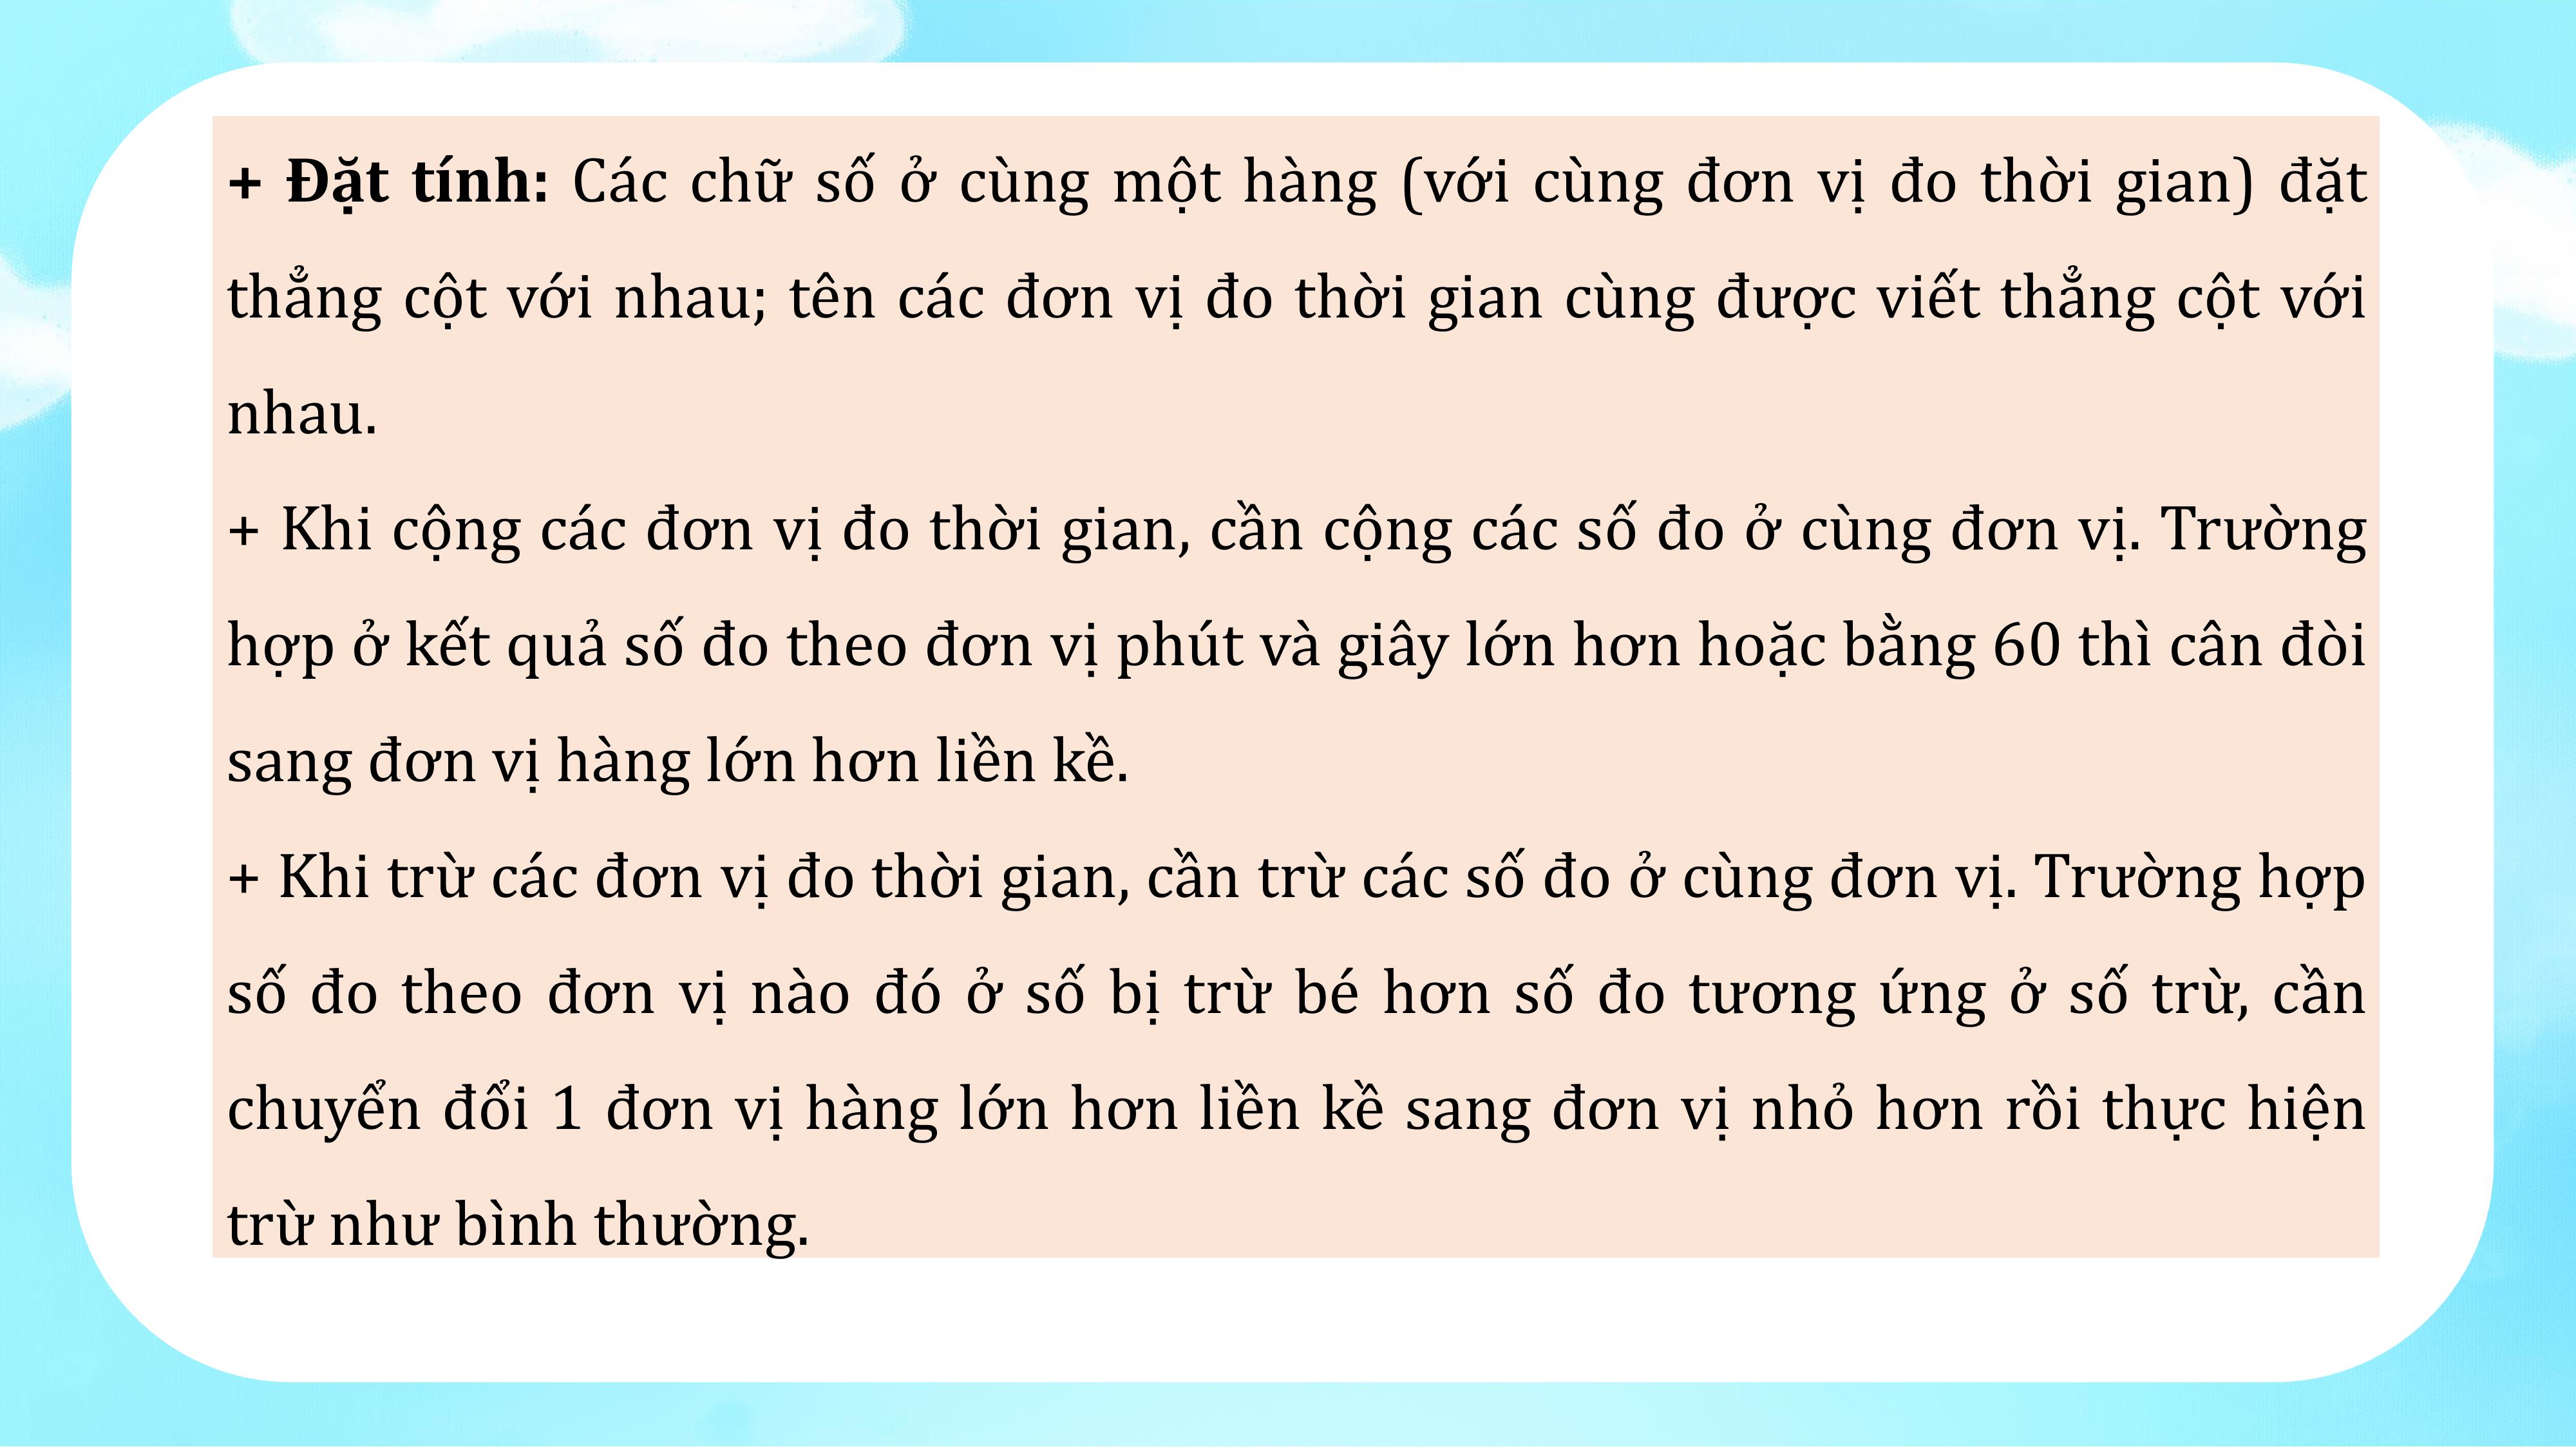 + Đặt tính: Các chữ số ở cùng một hàng (với cùng đơn vị đo thời gian) đặt
thẳng cột với nhau; tên các đơn vị đo thời gian cùng được viết thẳng cột với
nhau.
+ Khi cộng các đơn vị đo thời gian, cần cộng các số đo ở cùng đơn vị. Trường
hợp ở kết quả số đo theo đơn vị phút và giây lớn hơn hoặc bằng 60 thì cân đòi
sang đơn vị hàng lớn hơn liền kề.
+ Khi trừ các đơn vị đo thời gian, cần trừ các số đo ở cùng đơn vị. Trường hợp
số đo theo đơn vị nào đó ở số bị trừ bé hơn số đo tương ứng ở số trừ, cần
chuyển đổi 1 đơn vị hàng lớn hơn liền kề sang đơn vị nhỏ hơn rồi thực hiện
trừ như bình thường.